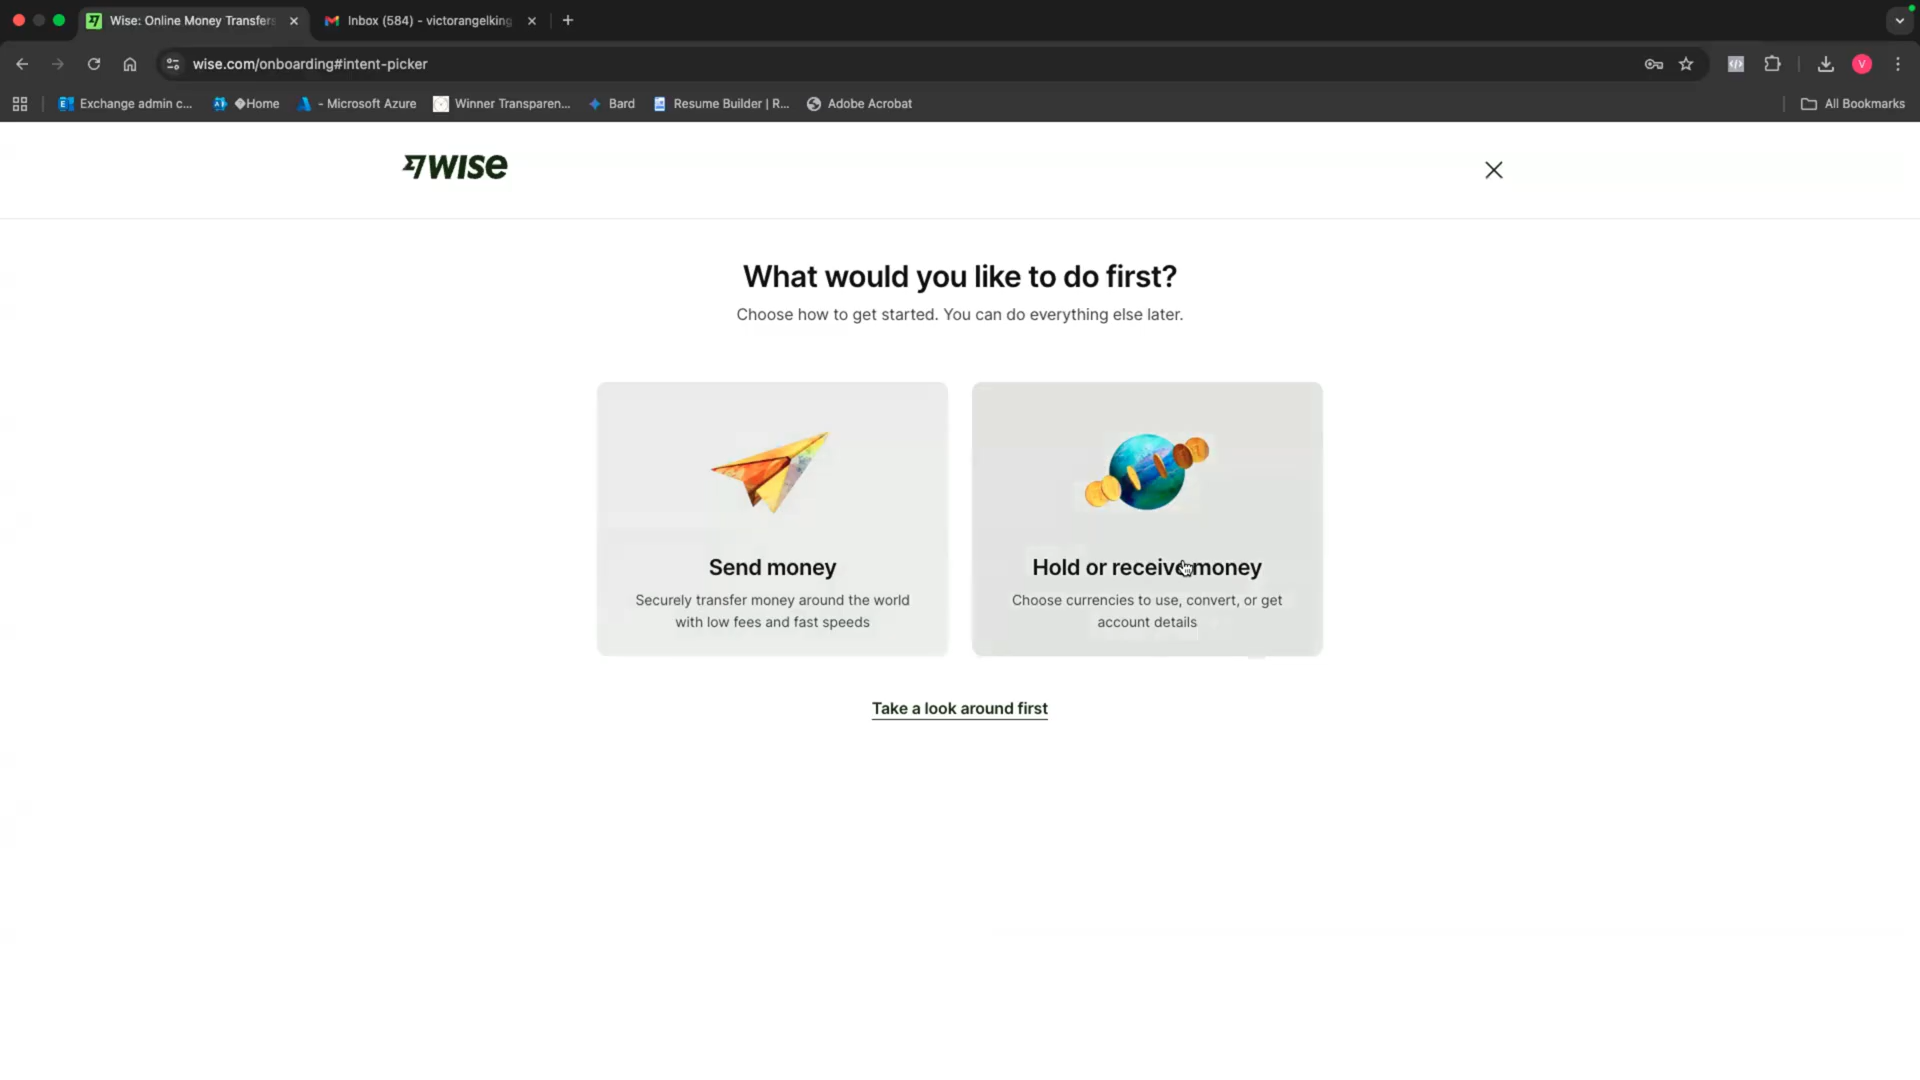 Wise: Online Money Transfers
Inbox (584) - victorangelking
wise.com/onboarding#intent-picker
Exchange admin c...
Home
- Microsoft Azure
Winner Transparen...
Bard
Resume Builder | R...
Adobe Acrobat
All Bookmarks
V
WISE
What would you like to do first?
Choose how to get started. You can do everything else later.
Send money
Securely transfer money around the world
with low fees and fast speeds
Hold or receive money
Choose currencies to use, convert, or get
account details
Take a look around first